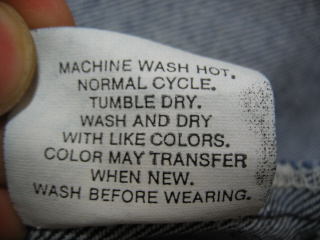 MACHINE WASH HOT.
NORMAL CYCLE.
TUMBLE DRY.
WASH AND DRY
WITH LIKE COLORS.
COLOR MAY TRANSFER
WHEN NEW.
WASH BEFORE WEARING.